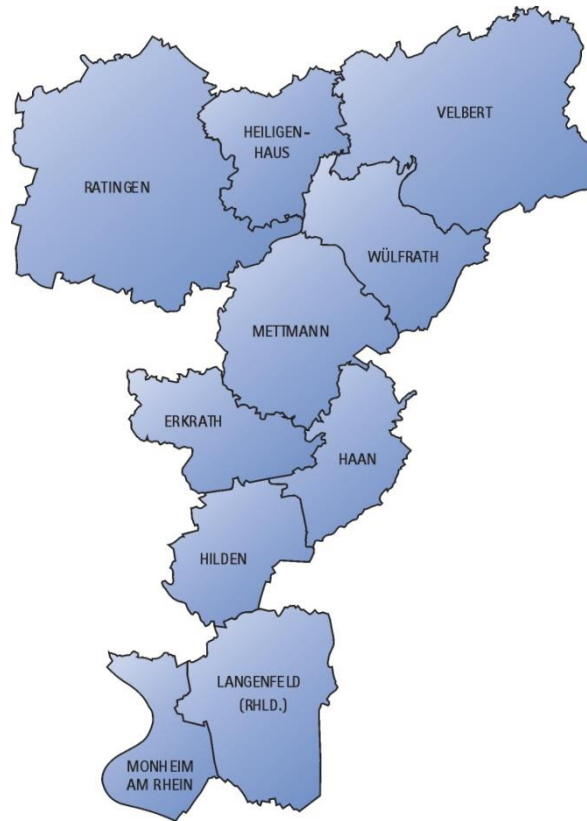 VELBERT
HEILIGEN-
HAUS
RATINGEN
WÜLFRATH
METTMANN
ERKRATH
HAAN
HILDEN
LANGENFELD
(RHLD.)
MONHEIM
AM RHEIN